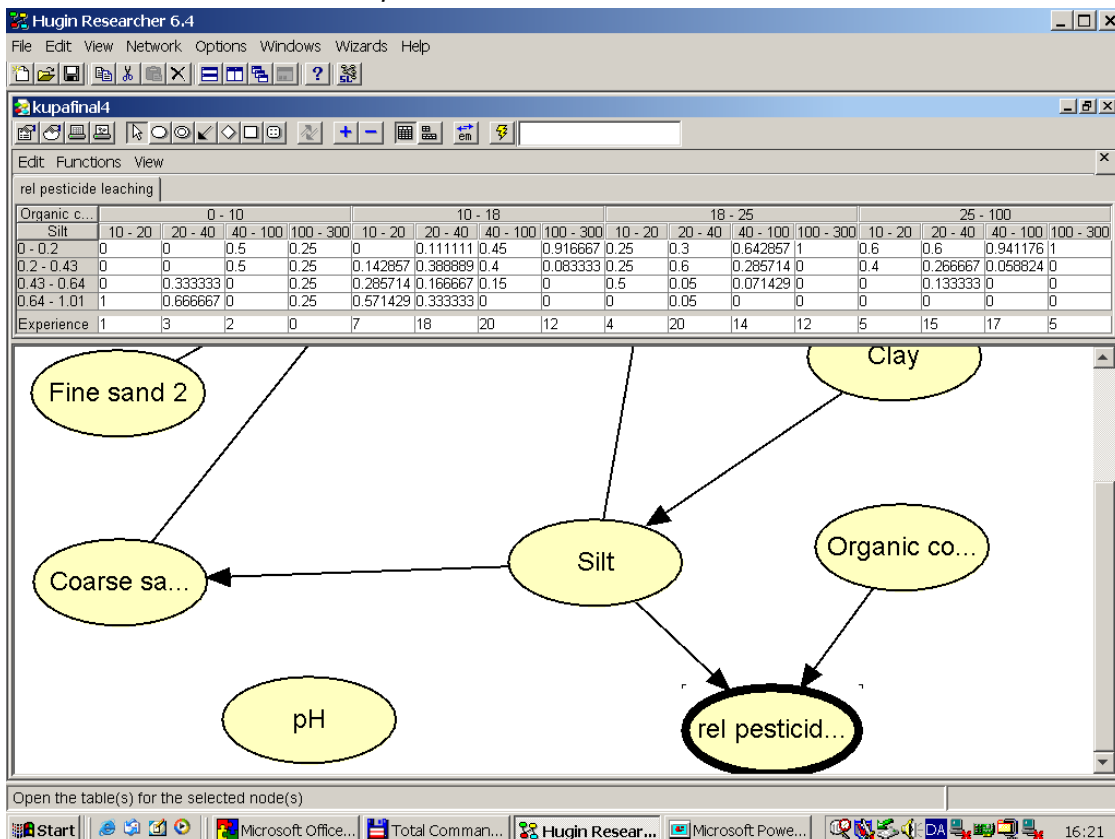 Hugin Researcher 6.4
File Edit View Network Options Windows Wizards Help
kupafinal4
em
Edit Functions View
rel pesticide leaching
Organic c... 0 - 10 10 - 18 18 - 25 25 - 100
Silt 10 - 20 20 - 40 40 - 100 100 - 300 10 - 20 20 - 40 40 - 100 100 - 300 10 - 20 20 - 40 40 - 100 100 - 300 10 - 20 20 - 40 40 - 100 100 - 300
0 - 0.2 0 0 0.5 0.25 0 0.111111 0.45 0.916667 0.25 0.3 0.642857 1 0.6 0.6 0.941176 1
0.2 - 0.43 0 0 0.5 0.25 0.142857 0.388889 0.4 0.083333 0.25 0.6 0.285714 0 0.4 0.266667 0.058824 0
0.43 - 0.64 0 0.333333 0 0.25 0.285714 0.166667 0.15 0 0.5 0.05 0.071429 0 0 0.133333 0 0
0.64 - 1.01 1 0.666667 0 0.25 0.571429 0.333333 0 0 0 0.05 0 0 0 0 0 0
Experience 1 3 2 0 7 18 20 12 4 20 14 12 5 15 17 5
Clay
Fine sand 2
Organic co...
Silt
Coarse sa...
pH
rel pesticid...
Open the table(s) for the selected node(s)
Start Microsoft Office... Total Comman... Hugin Resear... Microsoft Powe... DA 16:21